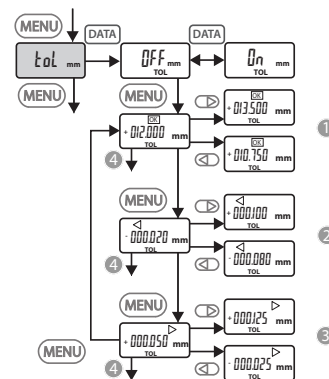 MENU
DATA
DATA
toL mm
OFF mm TOL
On mm TOL
MENU
MENU
OK
+ 013.500 mm
TOL
1
OK
+ 012.000 mm
TOL
OK
+ 010.750 mm
TOL
4
MENU
+ 000.100 mm
TOL
2
- 000.020 mm
TOL
- 000.080 mm
TOL
4
MENU
+ 000.125 mm
TOL
3
+ 000.050 mm
TOL
MENU
- 000.025 mm
TOL
4